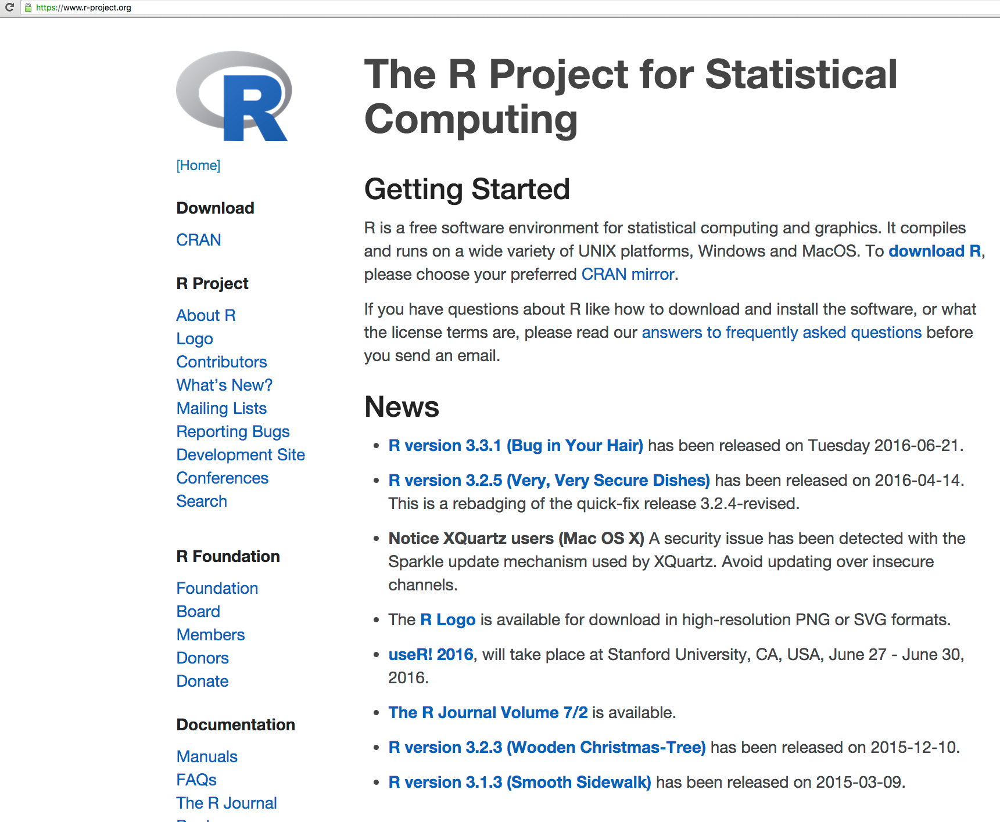 https://www.r-project.org
R
[Home]
Download
CRAN
R Project
About R
Logo
Contributors
What’s New?
Mailing Lists
Reporting Bugs
Development Site
Conferences
Search
R Foundation
Foundation
Board
Members
Donors
Donate
Documentation
Manuals
FAQs
The R Journal
The R Project for Statistical
Computing
Getting Started
R is a free software environment for statistical computing and graphics. It compiles
and runs on a wide variety of UNIX platforms, Windows and MacOS. To download R,
please choose your preferred CRAN mirror.
If you have questions about R like how to download and install the software, or what
the license terms are, please read our answers to frequently asked questions before
you send an email.
News
• R version 3.3.1 (Bug in Your Hair) has been released on Tuesday 2016-06-21.
• R version 3.2.5 (Very, Very Secure Dishes) has been released on 2016-04-14.
This is a rebadging of the quick-fix release 3.2.4-revised.
• Notice XQuartz users (Mac OS X) A security issue has been detected with the
Sparkle update mechanism used by XQuartz. Avoid updating over insecure
channels.
• The R Logo is available for download in high-resolution PNG or SVG formats.
• useR! 2016, will take place at Stanford University, CA, USA, June 27 - June 30,
2016.
• The R Journal Volume 7/2 is available.
• R version 3.2.3 (Wooden Christmas-Tree) has been released on 2015-12-10.
• R version 3.1.3 (Smooth Sidewalk) has been released on 2015-03-09.